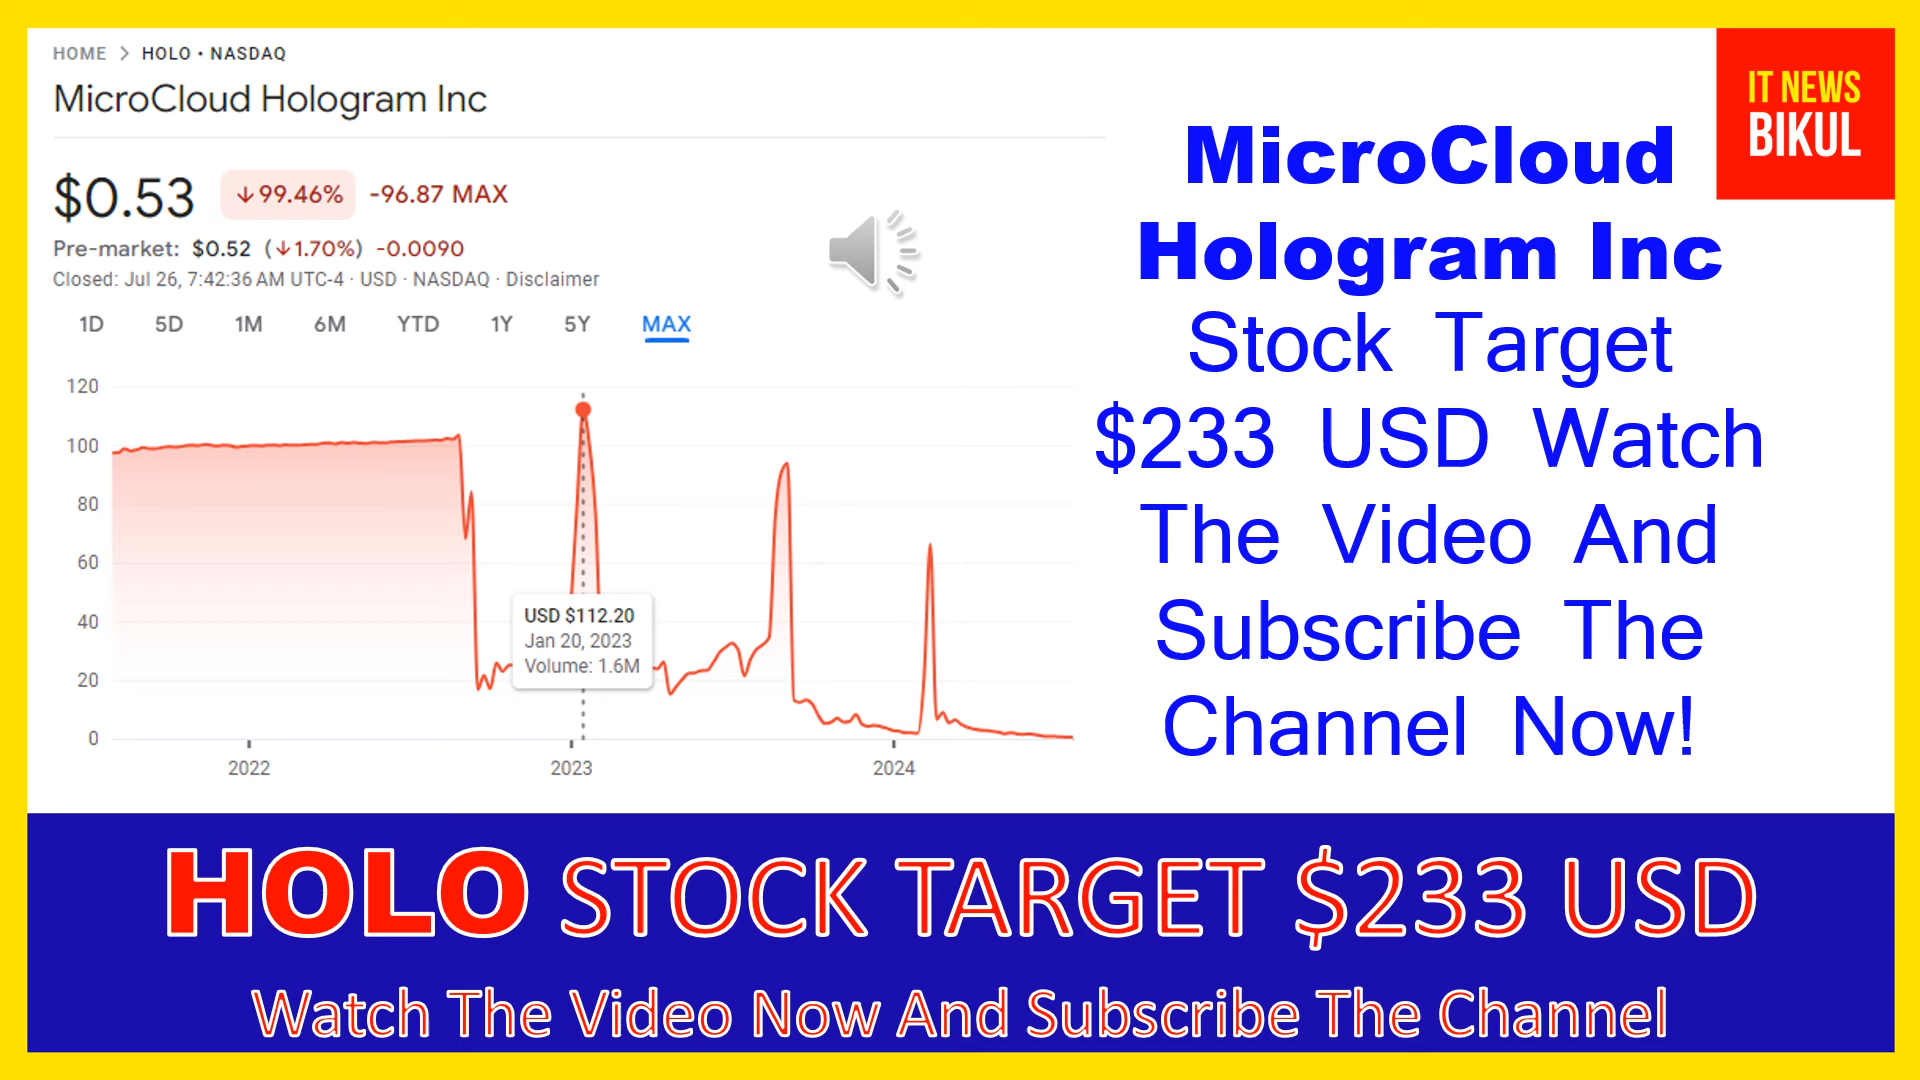 HOME > HOLO • NASDAQ
MicroCloud Hologram Inc
$0.53 ↓99.46% -96.87 MAX
Pre-market: $0.52 (↓1.70%) -0.0090
Closed: Jul 26, 7:42:36 AM UTC-4 · USD · NASDAQ · Disclaimer
1D 5D 1M 6M YTD 1Y 5Y MAX
120
100
80
60
40
20
0
USD $112.20
Jan 20, 2023
Volume: 1.6M
2022 2023 2024
IT NEWS
BIKUL
MicroCloud
Hologram Inc
Stock Target
$233 USD Watch
The Video And
Subscribe The
Channel Now!
HOLO STOCK TARGET $233 USD
Watch The Video Now And Subscribe The Channel